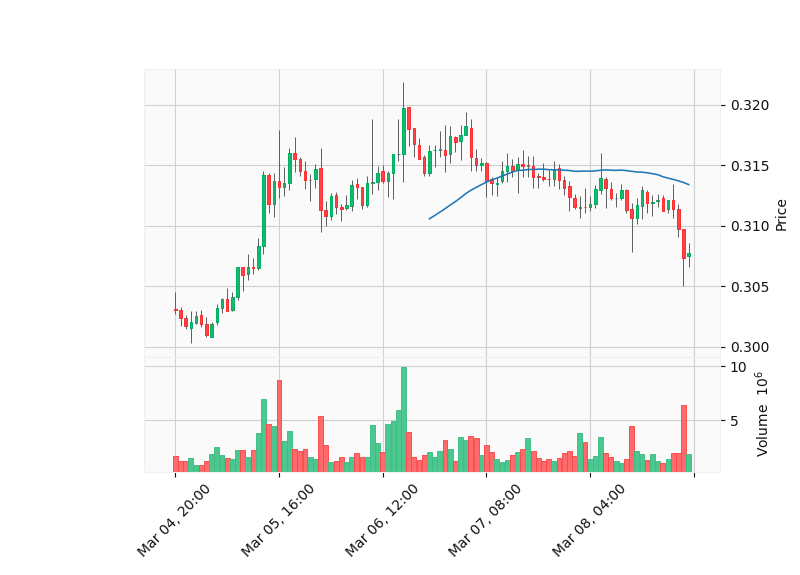 0.320
0.315
0.310
0.305
0.300
Price
10
5
Volume 10^6
Mar 04, 20:00
Mar 05, 16:00
Mar 06, 12:00
Mar 07, 08:00
Mar 08, 04:00